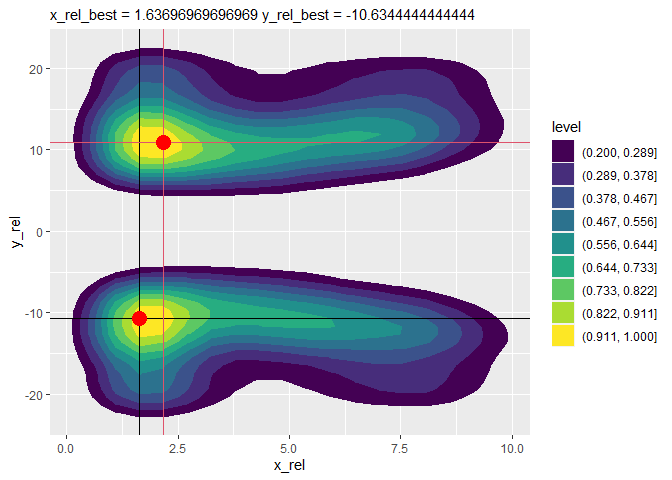 x_rel_best = 1.63696969696969 y_rel_best = -10.6344444444444
20
10
0
-10
-20
y_rel
0.0 2.5 5.0 7.5 10.0
x_rel
level
(0.200, 0.289]
(0.289, 0.378]
(0.378, 0.467]
(0.467, 0.556]
(0.556, 0.644]
(0.644, 0.733]
(0.733, 0.822]
(0.822, 0.911]
(0.911, 1.000]